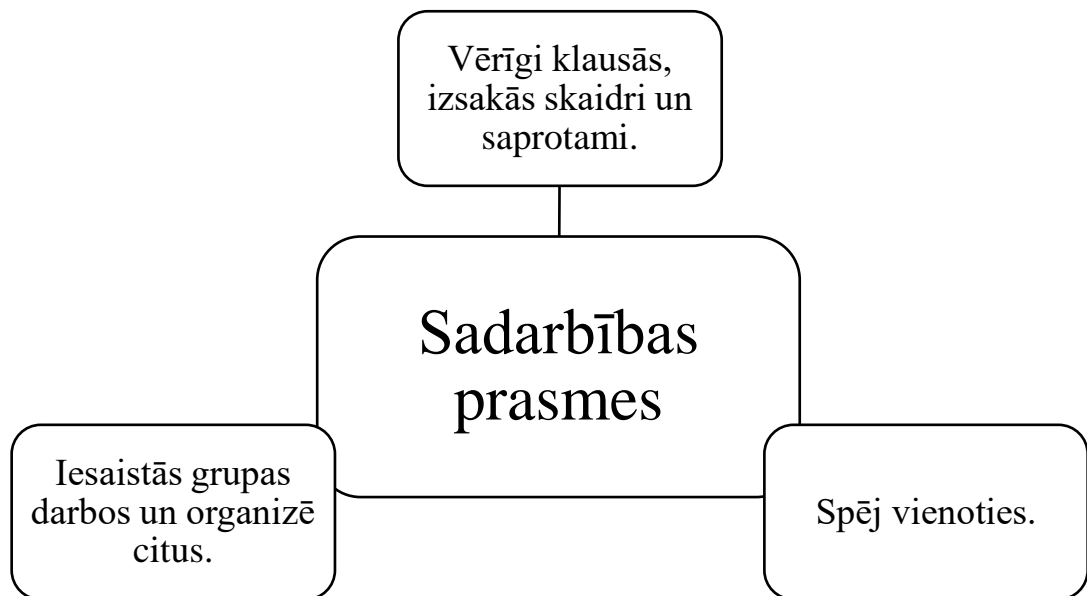 Vērīgi klausās,
izsakās skaidri un
saprotami.
Sadarbības
prasmes
Iesaistās grupas
darbos un organizē
citus.
Spēj vienoties.